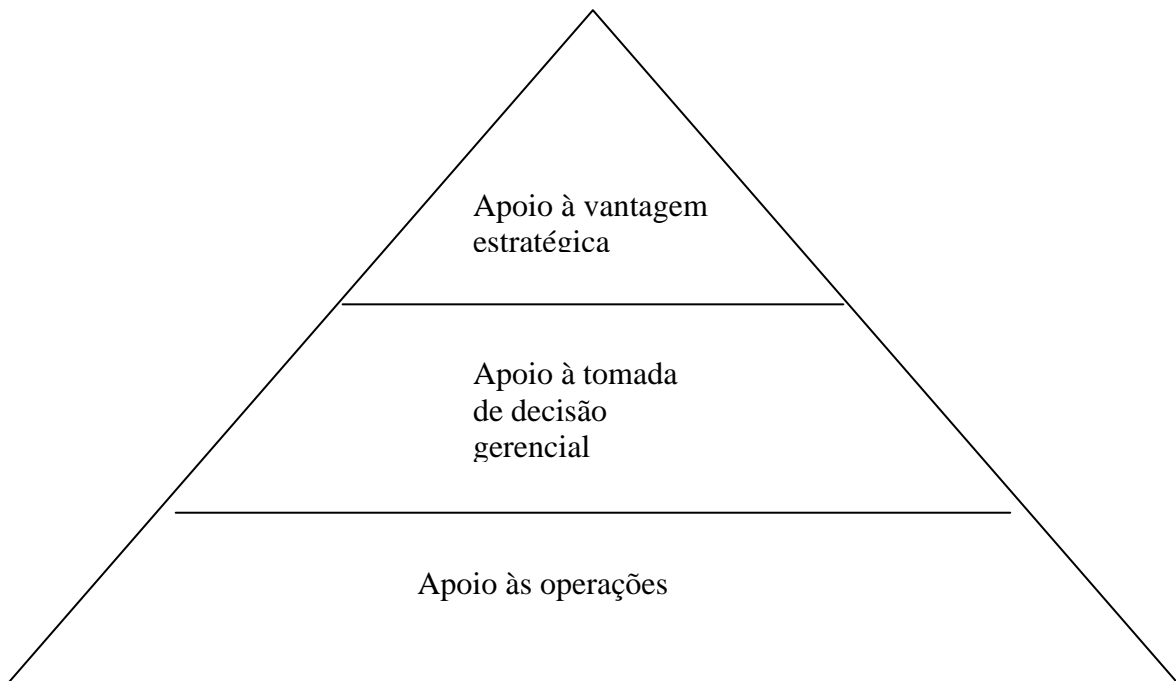 Apoio à vantagem
estratégica
Apoio à tomada
de decisão
gerencial
Apoio às operações